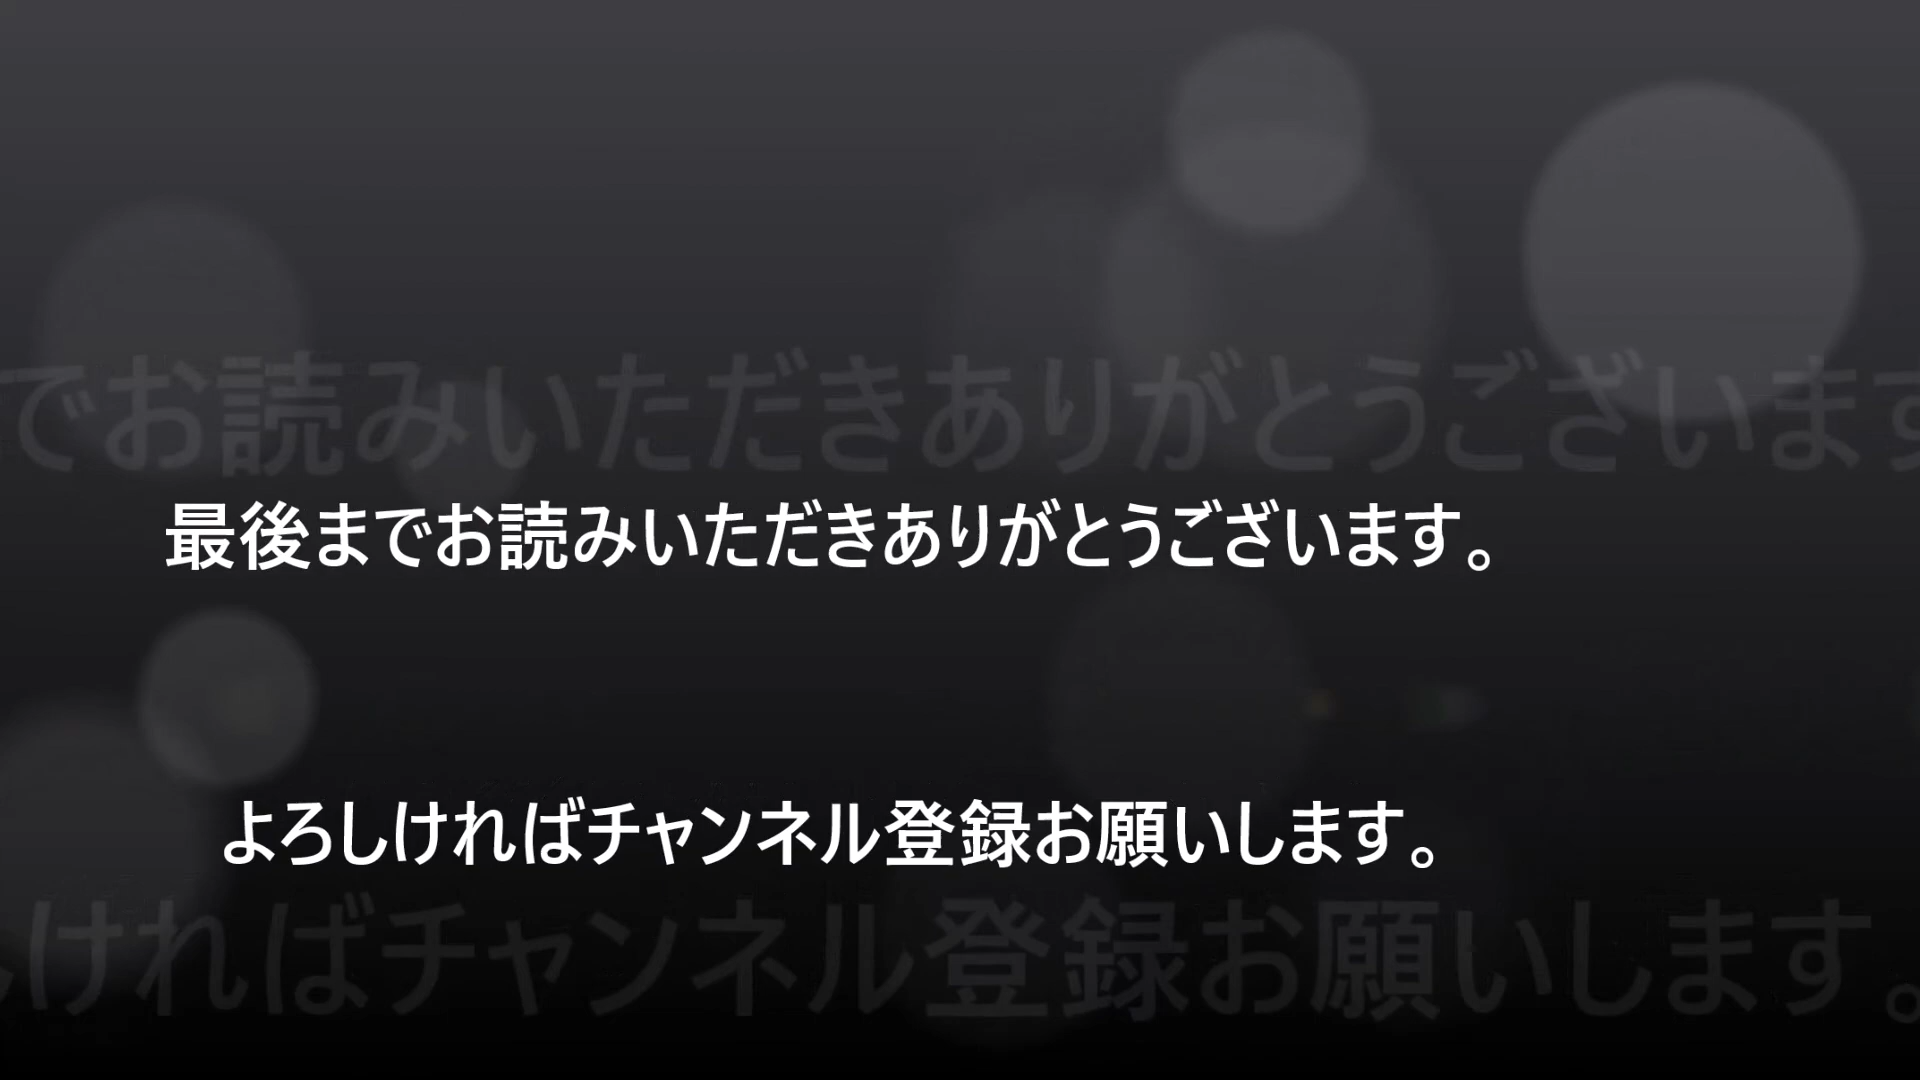 でお読みいただきありがとうございます
最後までお読みいただきありがとうございます。
よろしければチャンネル登録お願いします。
しければチャンネル登録お願いします。